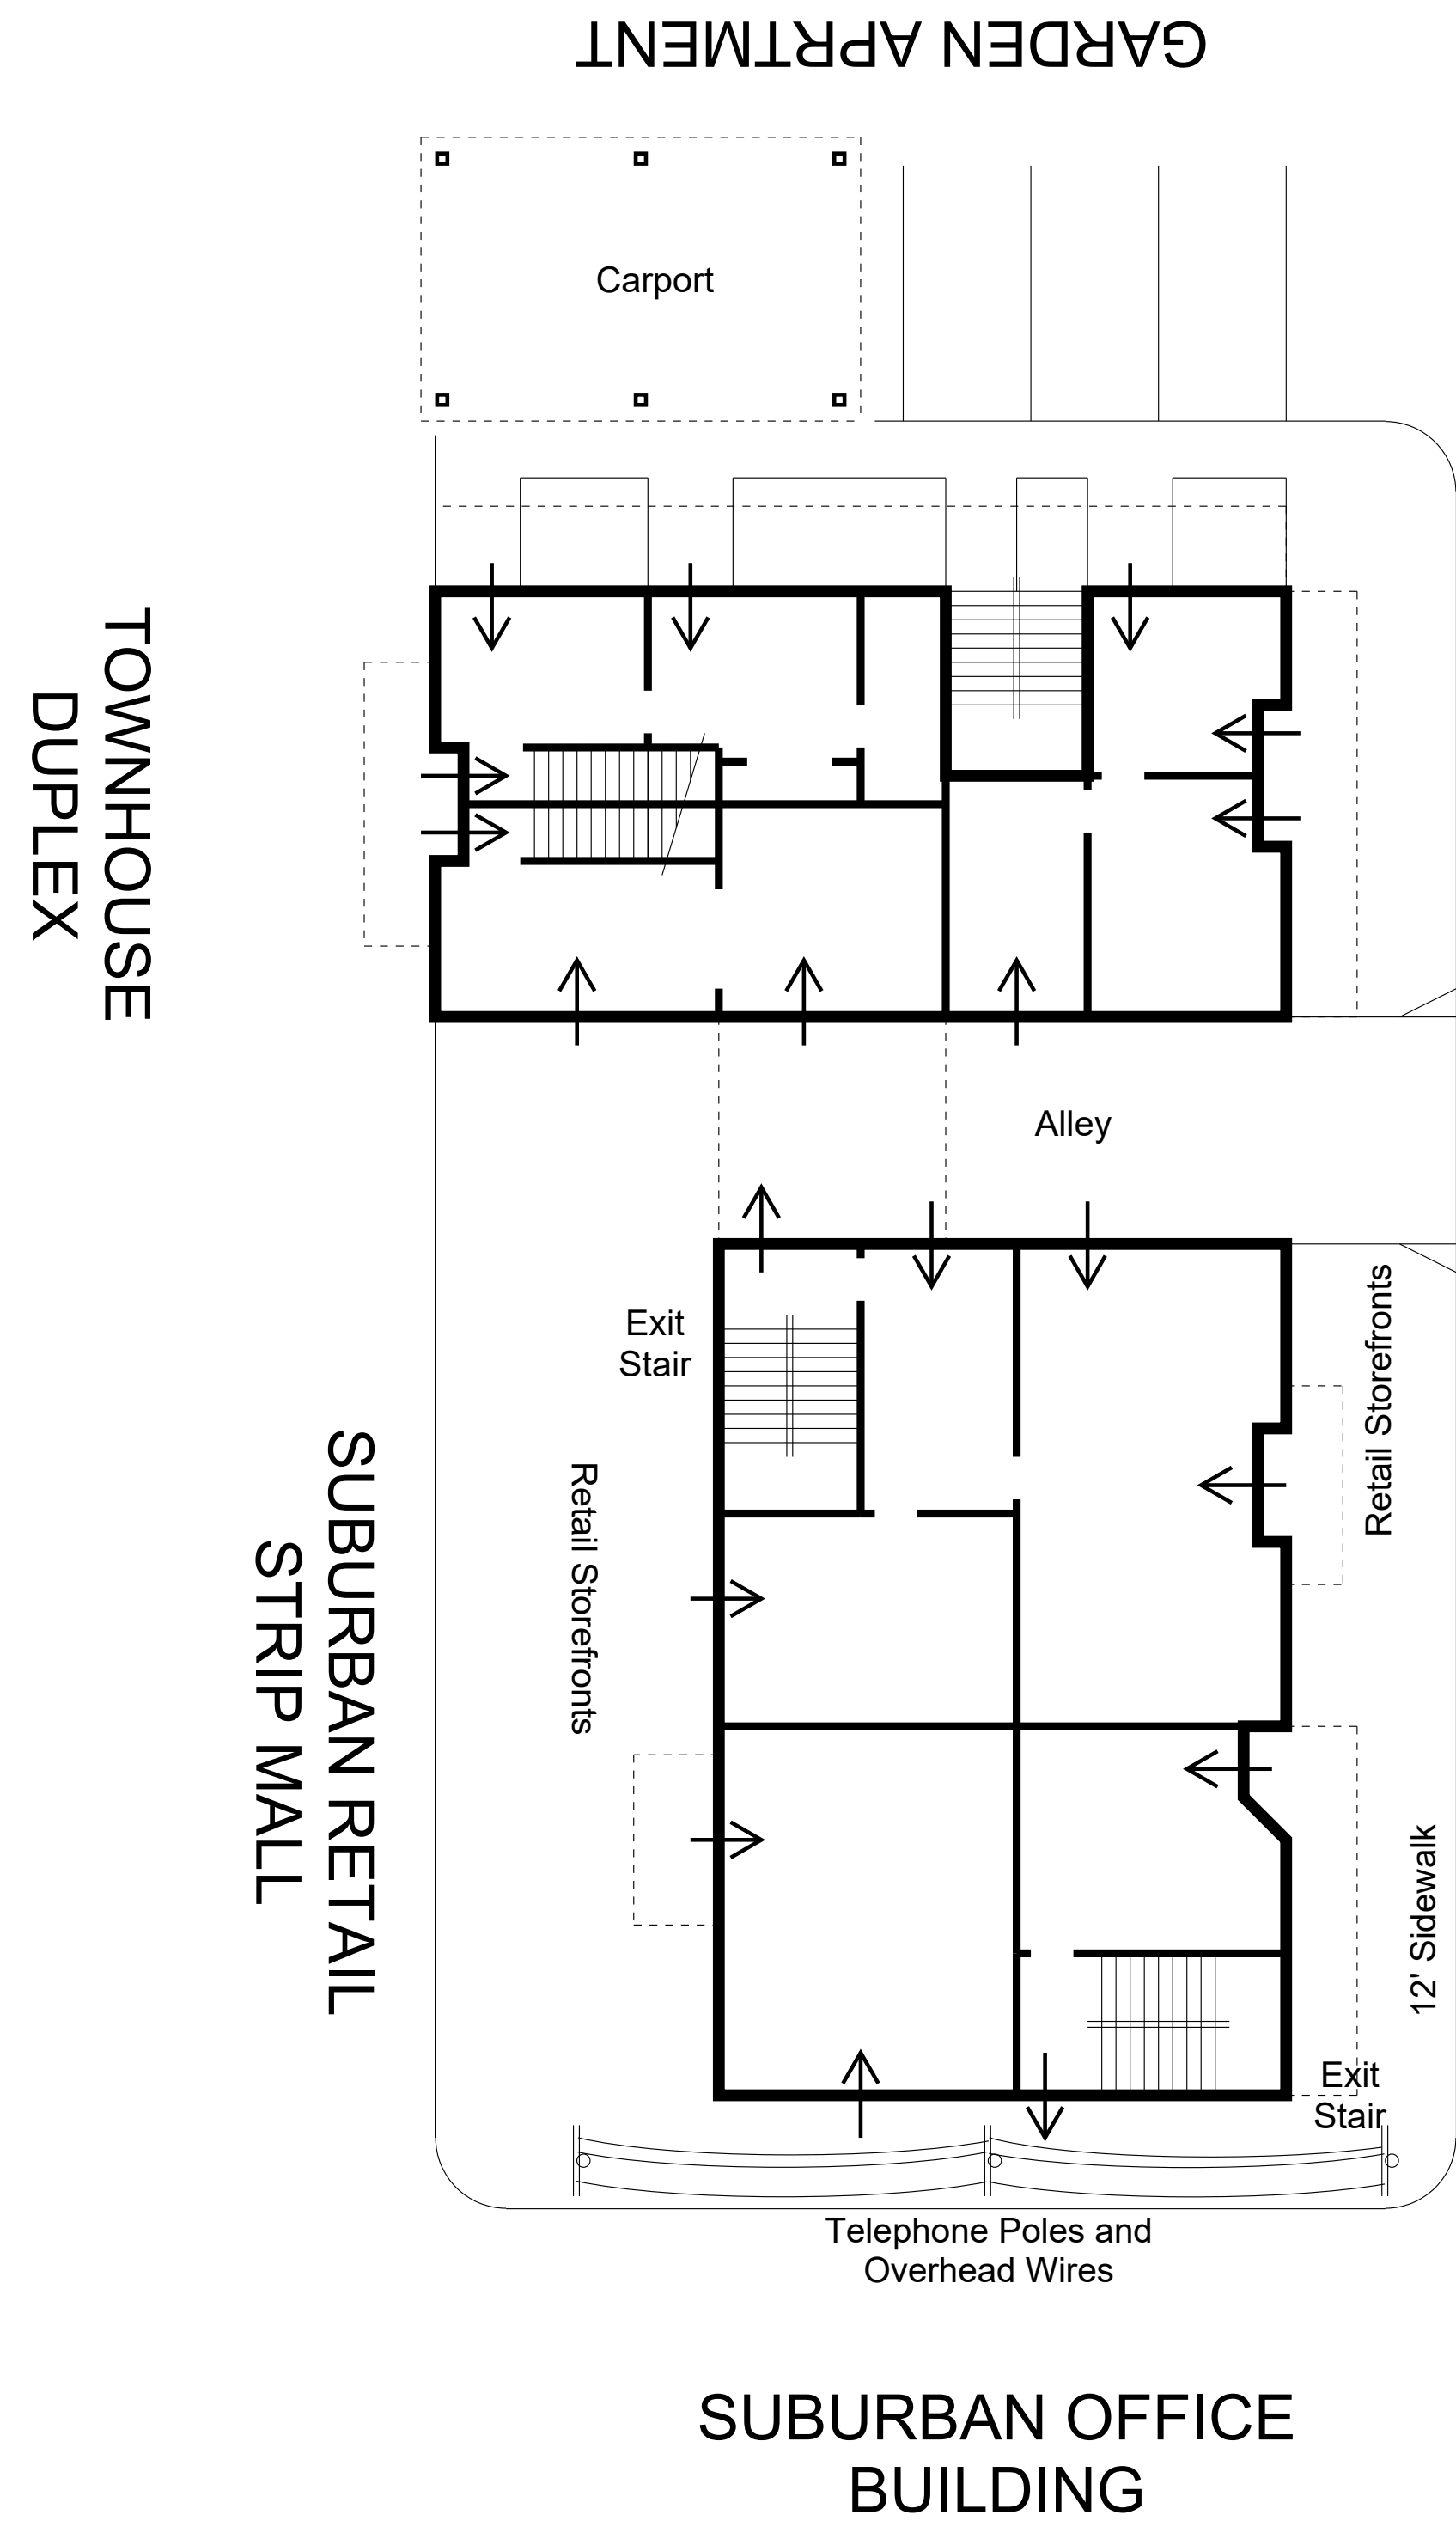 GARDEN APRTMENT
Carport
TOWNHOUSE
DUPLEX
Alley
Exit
Stair
Retail Storefronts
Retail Storefronts
SUBURBAN RETAIL
STRIP MALL
12' Sidewalk
Exit
Stair
Telephone Poles and
Overhead Wires
SUBURBAN OFFICE
BUILDING